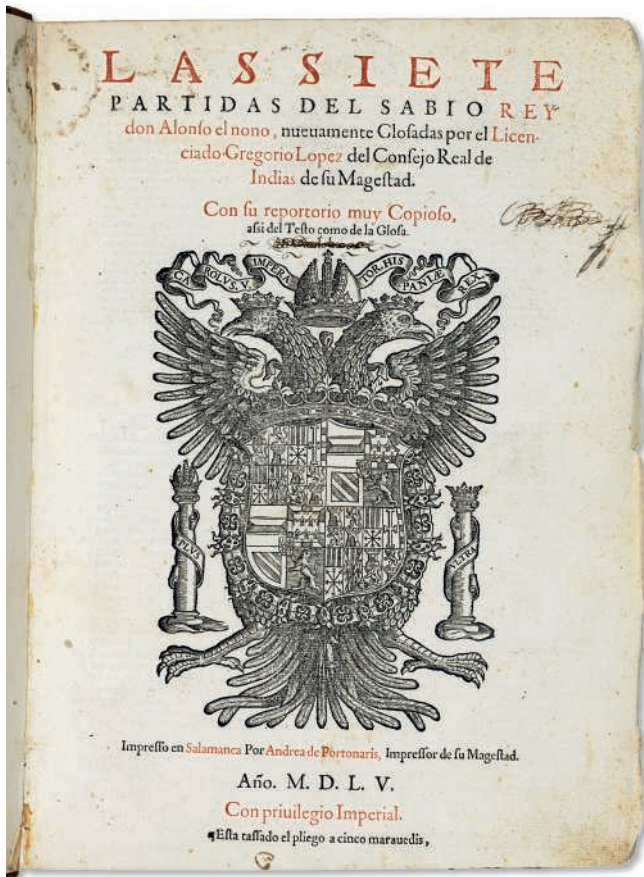 LAS SIETE
PARTIDAS DEL SABIO REY
don Alonſo el nono, nueuamente Gloſadas por el Licen-
ciado Gregorio Lopez del Conſejo Real de
Indias de ſu Mageſtad.
Con ſu reportorio muy Copioſo,
aſsi del Teſto como de la Gloſa.
CAROLVS. V. IMPERATOR. HISPANIÆ REX.
PLVS
VLTRA
Impreſſo en Salamanca Por Andrea de Portonaris, Impreſſor de ſu Mageſtad.
Año. M. D. L. V.
Con priuilegio Imperial.
Eſta taſſado el pliego a cinco marauedis,